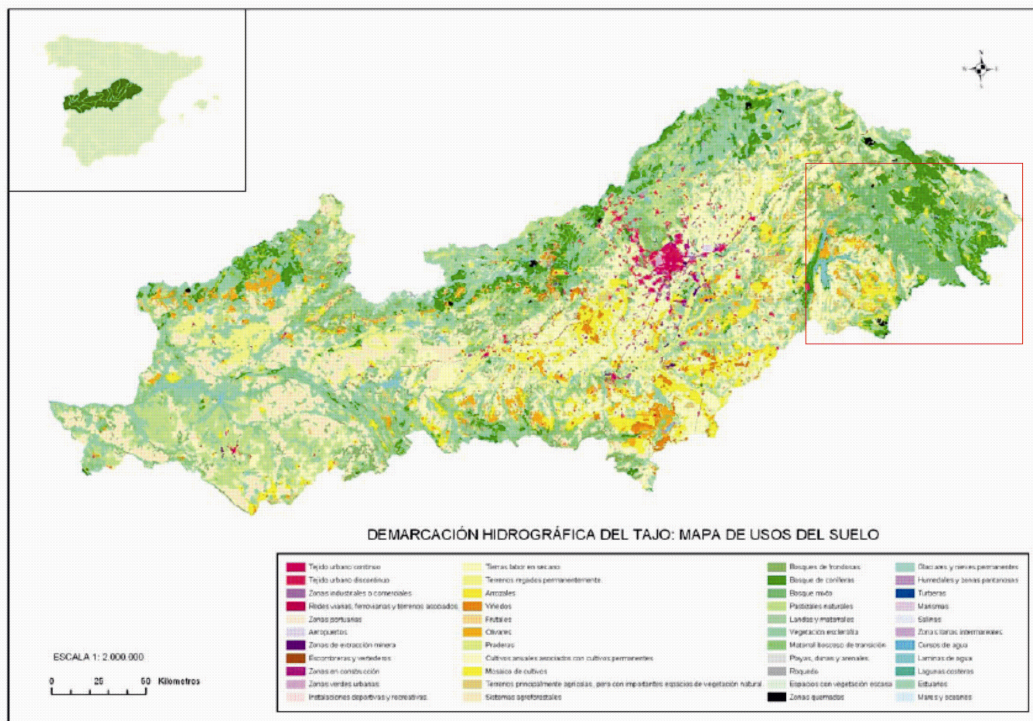 N
DEMARCACIÓN HIDROGRÁFICA DEL TAJO: MAPA DE USOS DEL SUELO
Tejido urbano continuo
Tejido urbano discontinuo
Zonas industriales o comerciales
Redes viarias, ferroviarias y terrenos asociados
Zonas portuarias
Aeropuertos
Zonas de extracción minera
Escombreras y vertederos
Zonas en construcción
Zonas verdes urbanas
Instalaciones deportivas y recreativas
Tierras labor en secano
Terrenos regados permanentemente
Arrozales
Viñedos
Frutales
Olivares
Praderas
Cultivos anuales asociados con cultivos permanentes
Mosaico de cultivos
Terrenos principalmente agrícolas, pero con importantes espacios de vegetación natural
Sistemas agroforestales
Bosques de frondosas
Bosque de coníferas
Bosque mixto
Pastizales naturales
Landas y matorrales
Vegetación esclerófila
Matorral boscoso de transición
Playas, dunas y arenales
Roquedo
Espacios con vegetación escasa
Zonas quemadas
Glaciares y nieves permanentes
Humedales y zonas pantanosas
Turberas
Marismas
Salinas
Zonas llanas intermareales
Cursos de agua
Laminas de agua
Lagunas costeras
Estuarios
Mares y océanos
ESCALA 1: 2.000.000
0 10 20 30 40 50 Kilometros